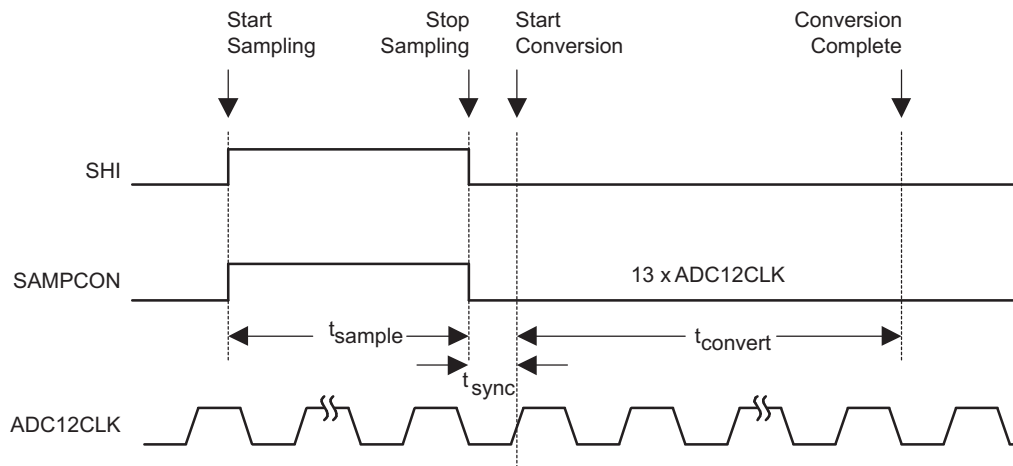 Start
Sampling
Stop
Sampling
Start
Conversion
Conversion
Complete
SHI
SAMPCON
13 x ADC12CLK
tsample
tconvert
tsync
ADC12CLK